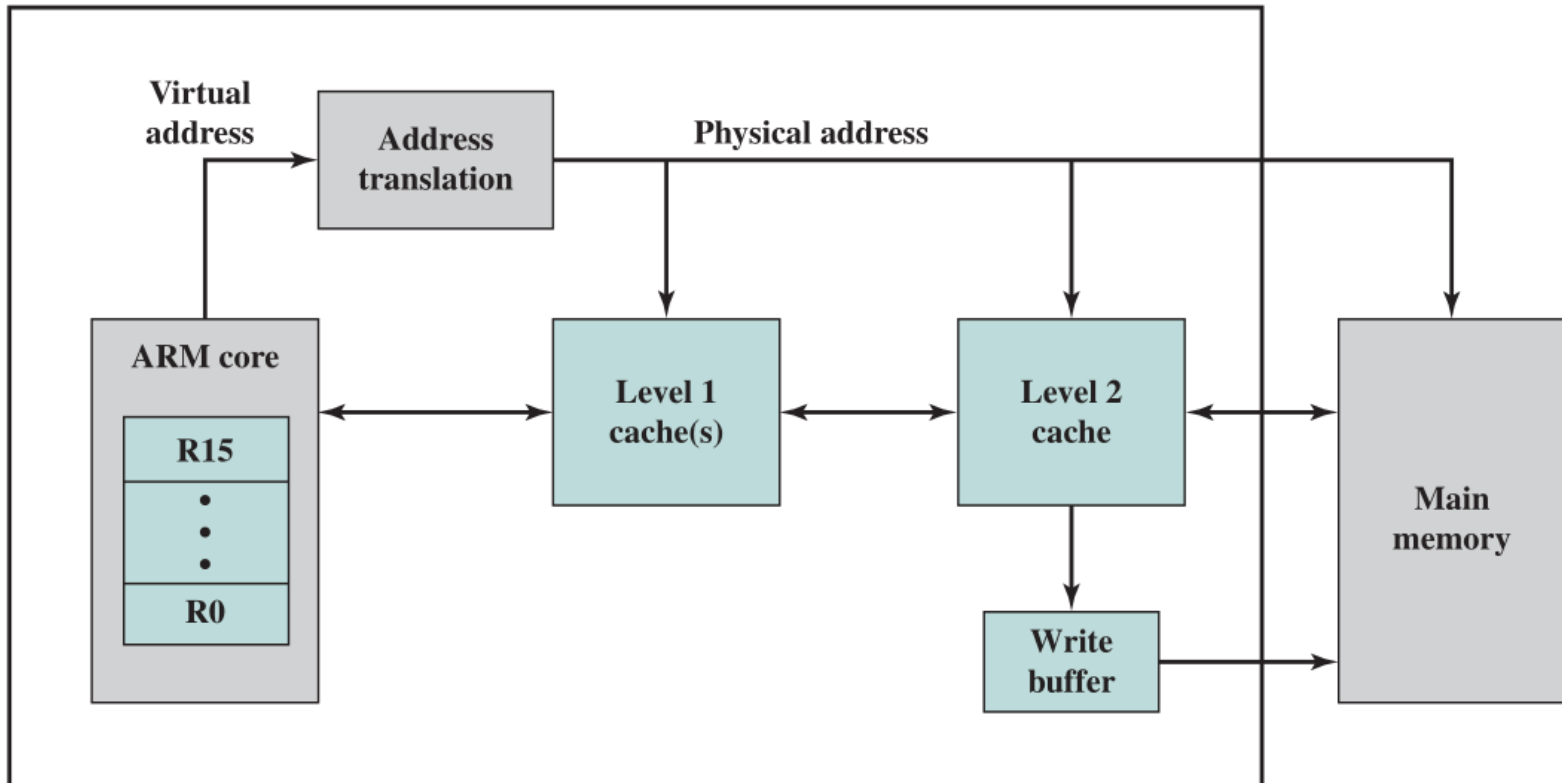 Virtual
address
Address
translation
Physical address
ARM core
R15
R0
Level 1
cache(s)
Level 2
cache
Write
buffer
Main
memory